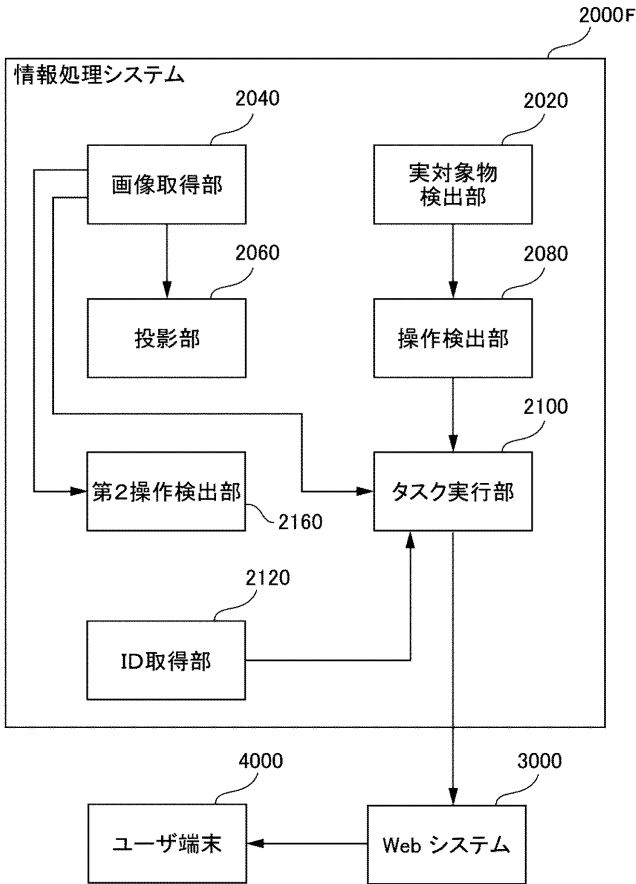 2000F
情報処理システム
2040
画像取得部
2020
実対象物
検出部
2060
投影部
2080
操作検出部
2100
タスク実行部
第２操作検出部
2160
2120
ID取得部
4000
ユーザ端末
3000
Web システム